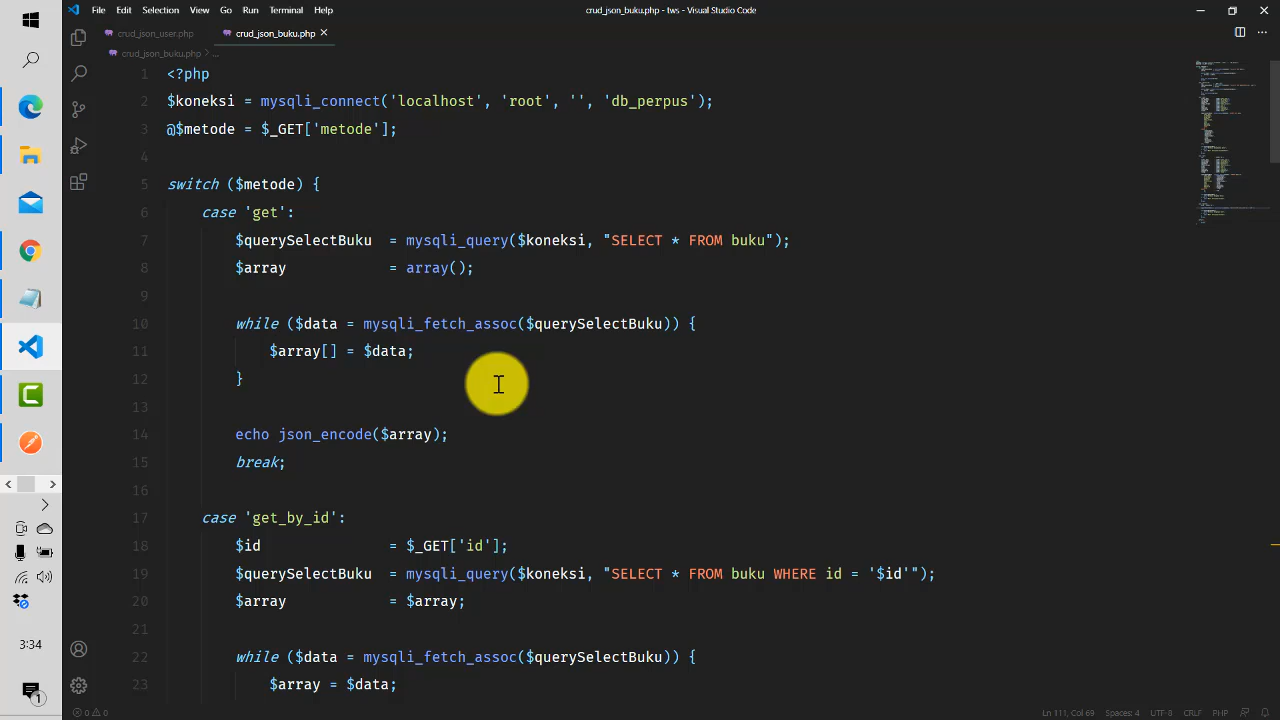 File Edit Selection View Go Run Terminal Help
crud_json_buku.php - tws - Visual Studio Code
crud_json_user.php
crud_json_buku.php
crud_json_buku.php > ...
1 <?php
2 $koneksi = mysqli_connect('localhost', 'root', '', 'db_perpus');
3 @$metode = $_GET['metode'];
4
5 switch ($metode) {
6 case 'get':
7 $querySelectBuku = mysqli_query($koneksi, "SELECT * FROM buku");
8 $array = array();
9
10 while ($data = mysqli_fetch_assoc($querySelectBuku)) {
11 $array[] = $data;
12 }
13
14 echo json_encode($array);
15 break;
16
17 case 'get_by_id':
18 $id = $_GET['id'];
19 $querySelectBuku = mysqli_query($koneksi, "SELECT * FROM buku WHERE id = '$id'");
20 $array = $array;
21
22 while ($data = mysqli_fetch_assoc($querySelectBuku)) {
23 $array = $data;
3:34
1
0 0
Ln 111, Col 69 Spaces: 4 UTF-8 CRLF PHP